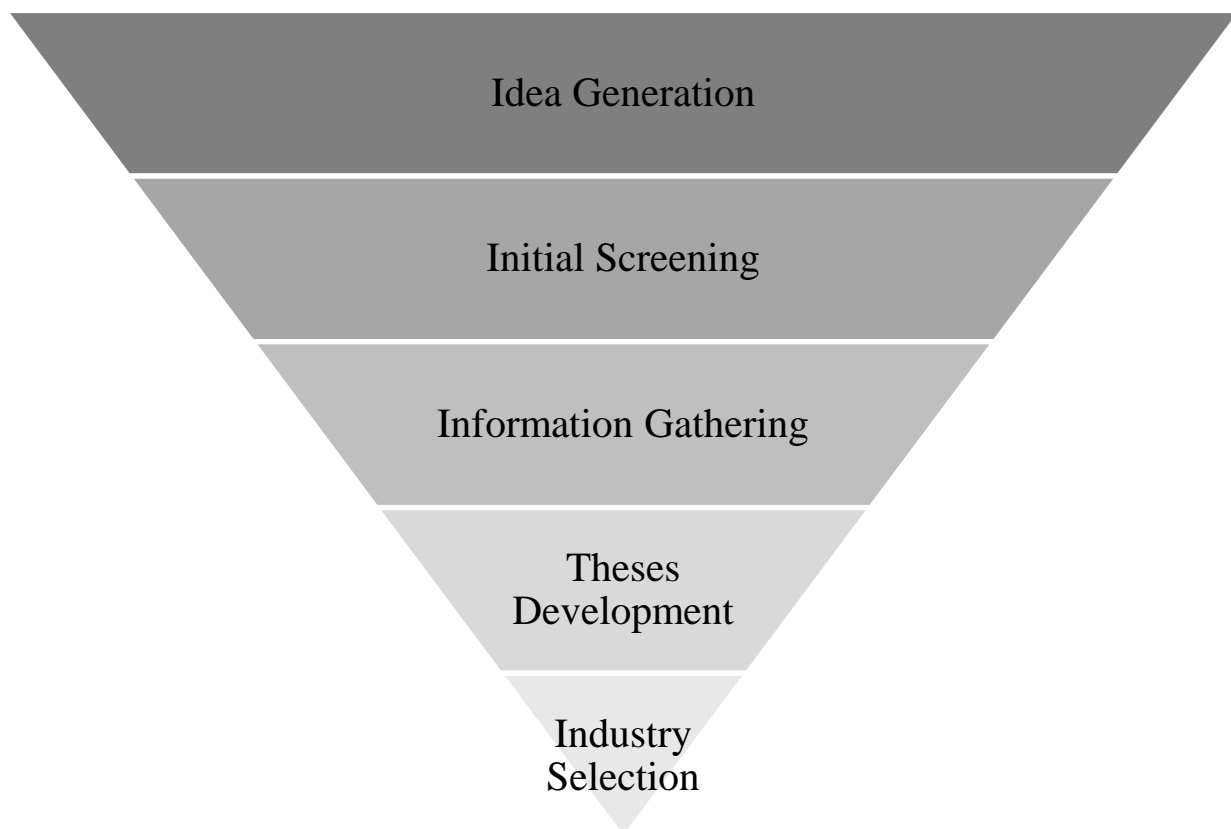 Idea Generation
Initial Screening
Information Gathering
Theses
Development
Industry
Selection